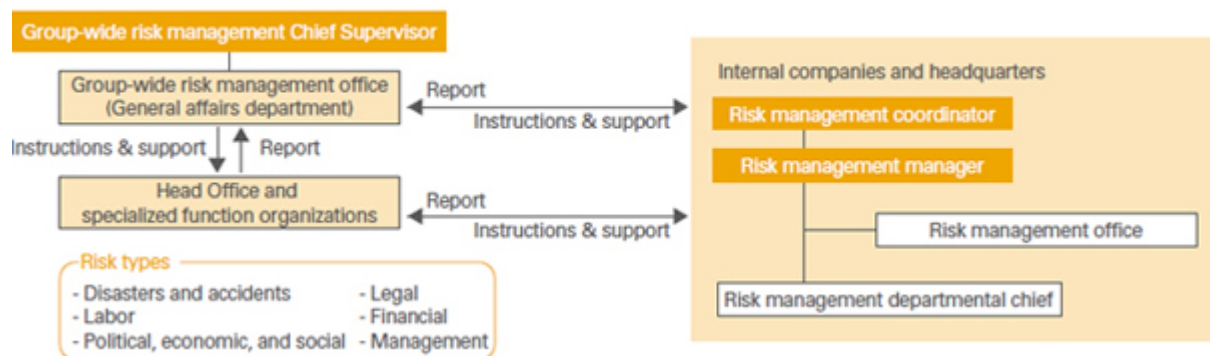 Group-wide risk management Chief Supervisor
Group-wide risk management office
(General affairs department)
Instructions & support
Report
Head Office and
specialized function organizations
Report
Instructions & support
Report
Instructions & support
Risk types
- Disasters and accidents
- Labor
- Political, economic, and social
- Legal
- Financial
- Management
Internal companies and headquarters
Risk management coordinator
Risk management manager
Risk management office
Risk management departmental chief